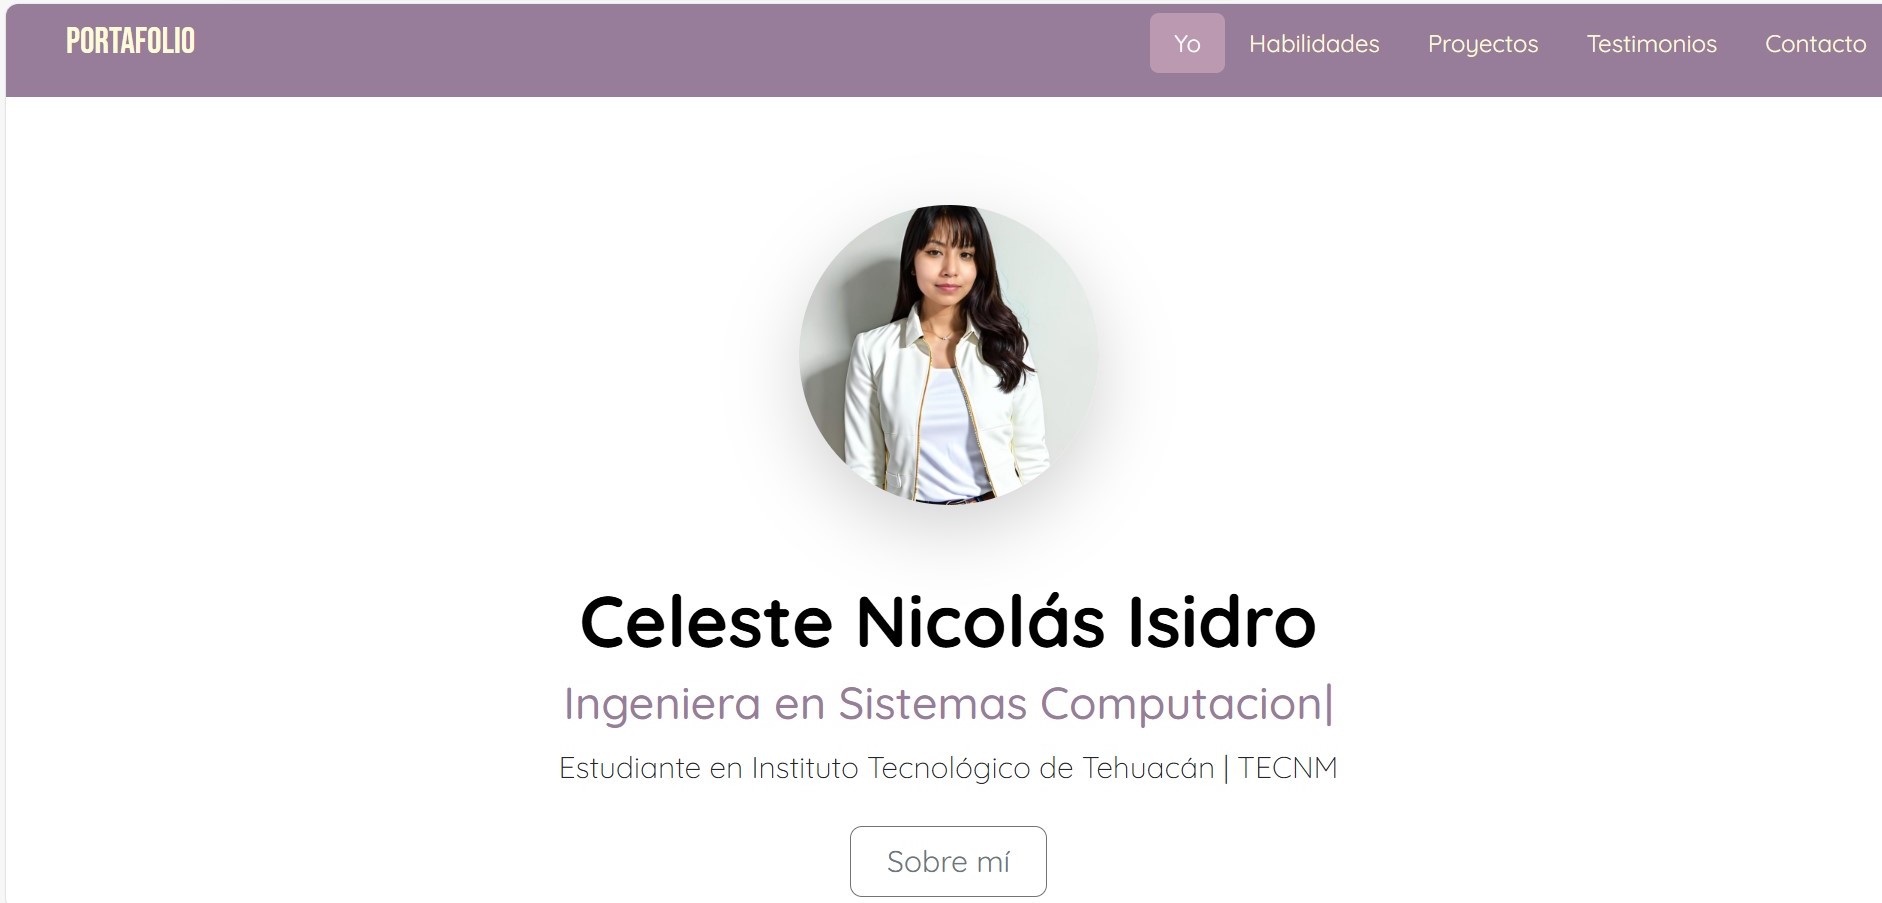 PORTAFOLIO
Yo Habilidades Proyectos Testimonios Contacto
Celeste Nicolás Isidro
Ingeniera en Sistemas Computacion|
Estudiante en Instituto Tecnológico de Tehuacán | TECNM
Sobre mí